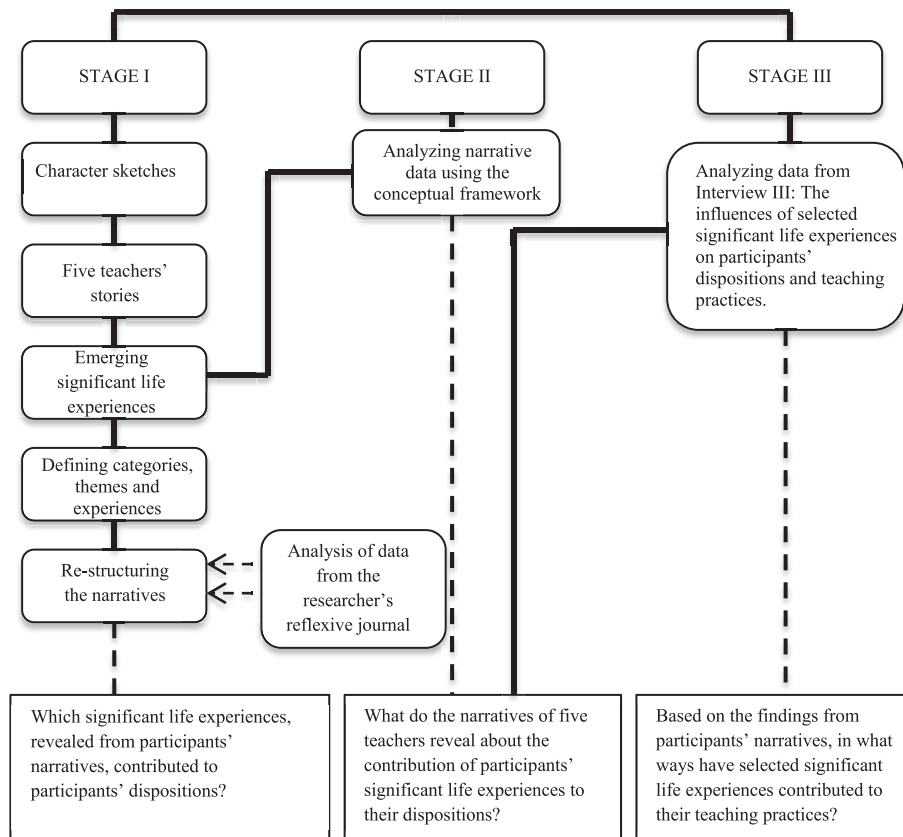 STAGE I
STAGE II
STAGE III
Character sketches
Five teachers’
stories
Emerging
significant life
experiences
Defining categories,
themes and
experiences
Re-structuring
the narratives
Analysis of data
from the
researcher’s
reflexive journal
Analyzing narrative
data using the
conceptual framework
Analyzing data from
Interview III: The
influences of selected
significant life experiences
on participants’
dispositions and teaching
practices.
Which significant life experiences,
revealed from participants’
narratives, contributed to
participants’ dispositions?
What do the narratives of five
teachers reveal about the
contribution of participants’
significant life experiences to
their dispositions?
Based on the findings from
participants’ narratives, in what
ways have selected significant
life experiences contributed to
their teaching practices?